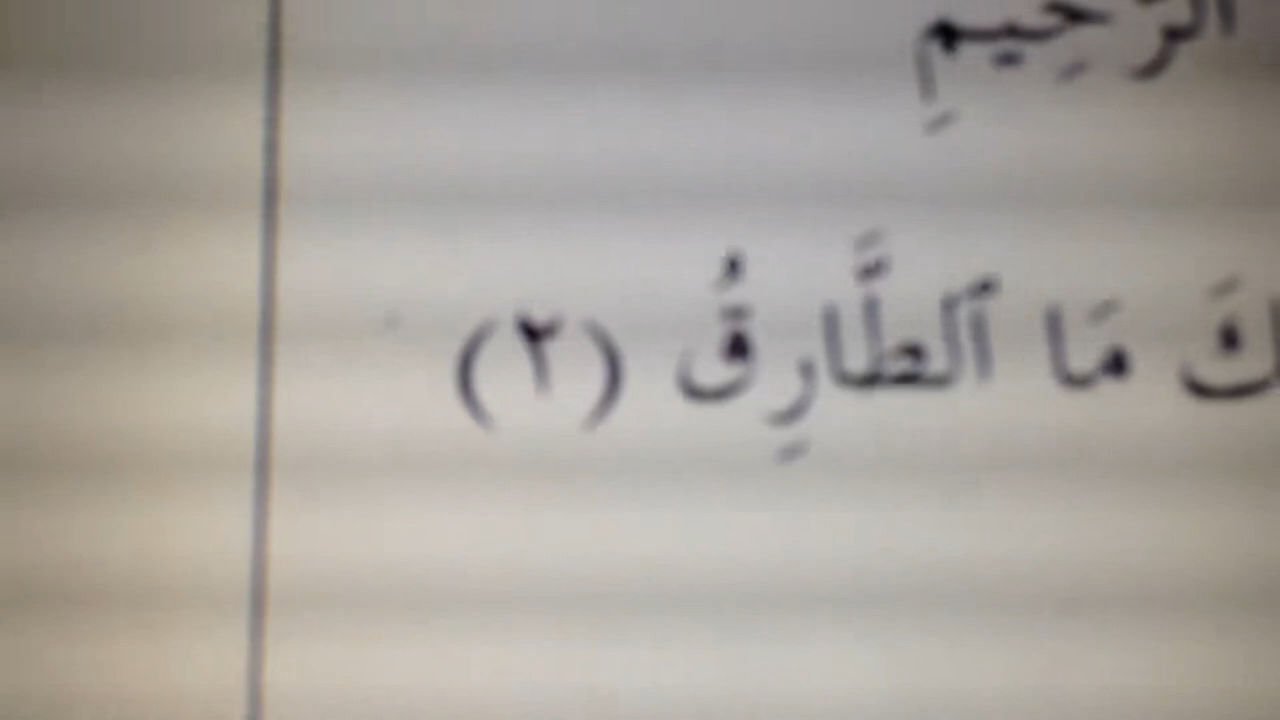 الرَّحِيمِ
كَ مَا ٱلطَّارِقُ (٢)